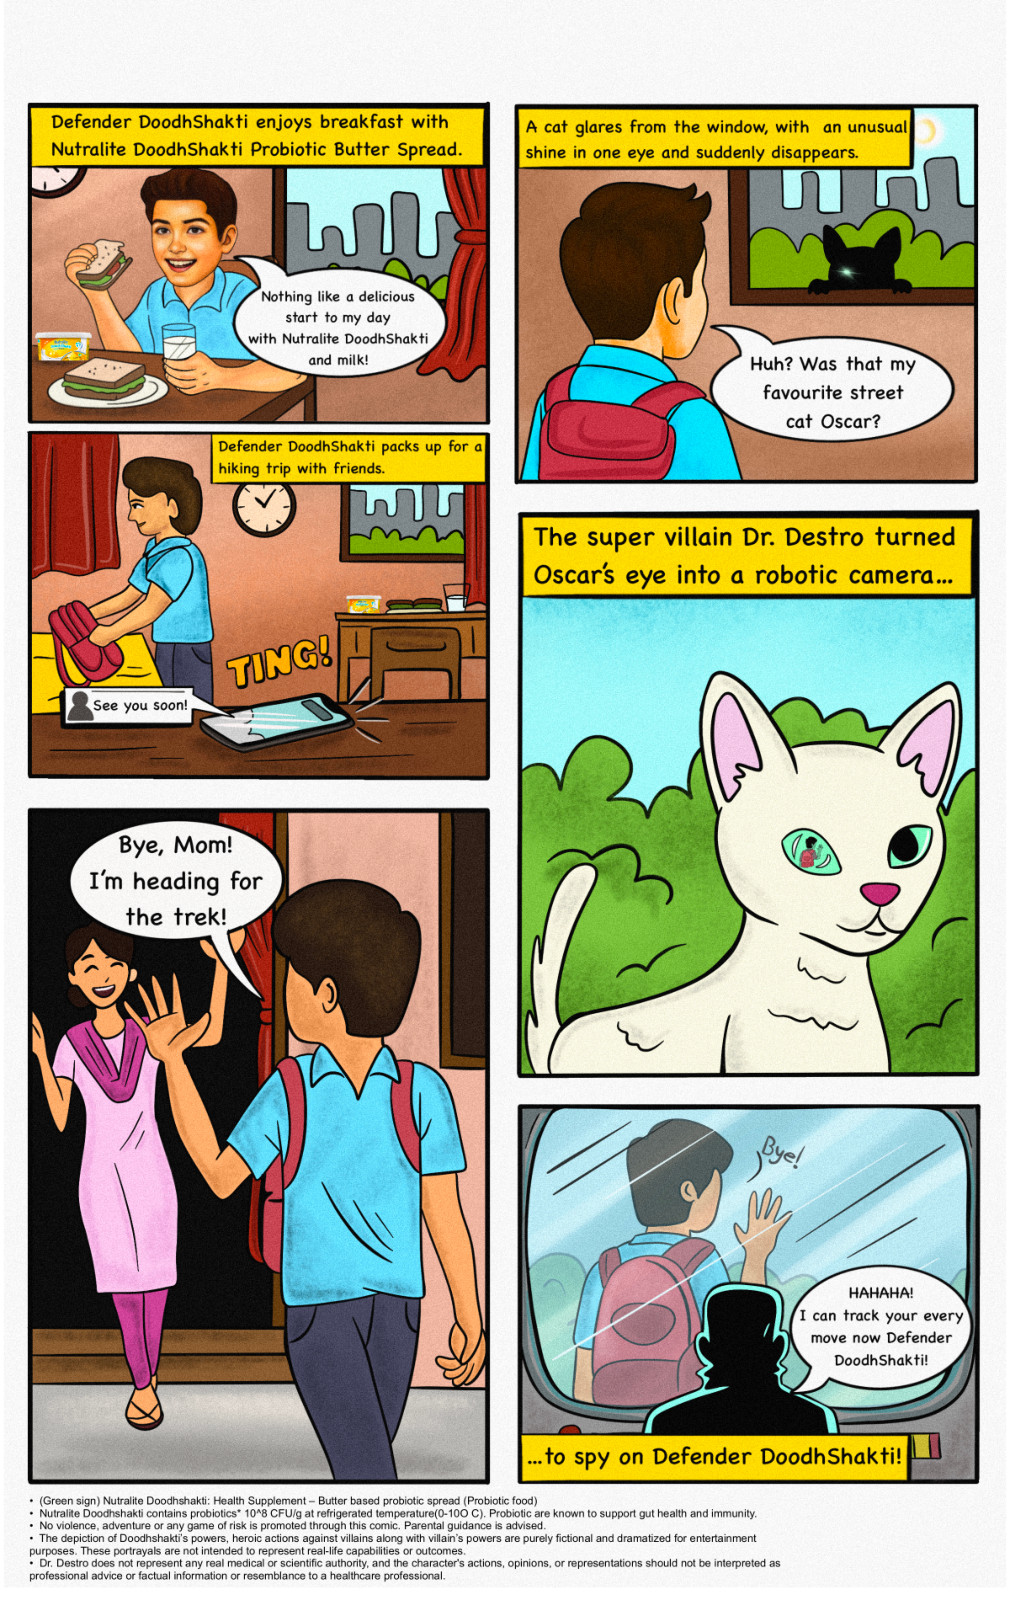 Defender DoodhShakti enjoys breakfast with
Nutralite DoodhShakti Probiotic Butter Spread.
Nothing like a delicious
start to my day
with Nutralite DoodhShakti
and milk!
Defender DoodhShakti packs up for a
hiking trip with friends.
TING!
See you soon!
Bye, Mom!
I'm heading for
the trek!
A cat glares from the window, with an unusual
shine in one eye and suddenly disappears.
Huh? Was that my
favourite street
cat Oscar?
The super villain Dr. Destro turned
Oscar's eye into a robotic camera...
Bye!
HAHAHA!
I can track your every
move now Defender
DoodhShakti!
...to spy on Defender DoodhShakti!
• (Green sign) Nutralite Doodhshakti: Health Supplement – Butter based probiotic spread (Probiotic food)
• Nutralite Doodhshakti contains probiotics* 10^8 CFU/g at refrigerated temperature(0-10O C). Probiotic are known to support gut health and immunity.
• No violence, adventure or any game of risk is promoted through this comic. Parental guidance is advised.
• The depiction of Doodhshakti's powers, heroic actions against villains along with villain's powers are purely fictional and dramatized for entertainment
purposes. These portrayals are not intended to represent real-life capabilities or outcomes.
• Dr. Destro does not represent any real medical or scientific authority, and the character's actions, opinions, or representations should not be interpreted as
professional advice or factual information or resemblance to a healthcare professional.